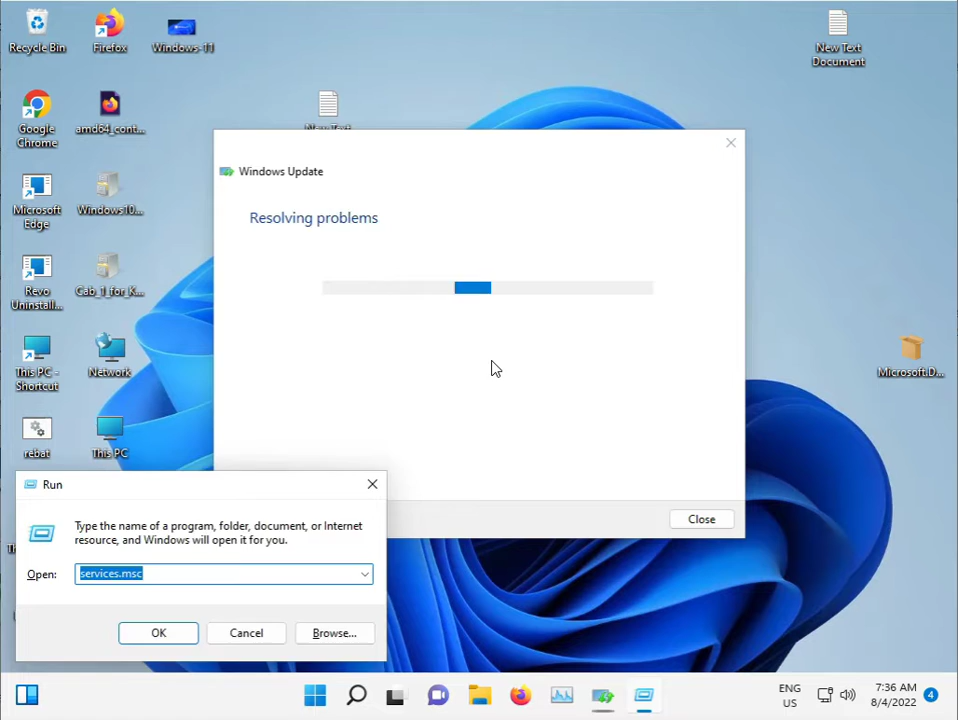 Recycle Bin
Firefox
Windows-11
New Text
Document
Google
Chrome
amd64_cont...
New Text
Windows Update
Resolving problems
Microsoft
Edge
Windows10...
Revo
Uninstall...
Cab_1_for_K...
This PC -
Shortcut
Network
Microsoft.D...
rebat
This PC
Run
Type the name of a program, folder, document, or Internet
resource, and Windows will open it for you.
Open:
services.msc
OK
Cancel
Browse...
Close
ENG
US
7:36 AM
8/4/2022
4